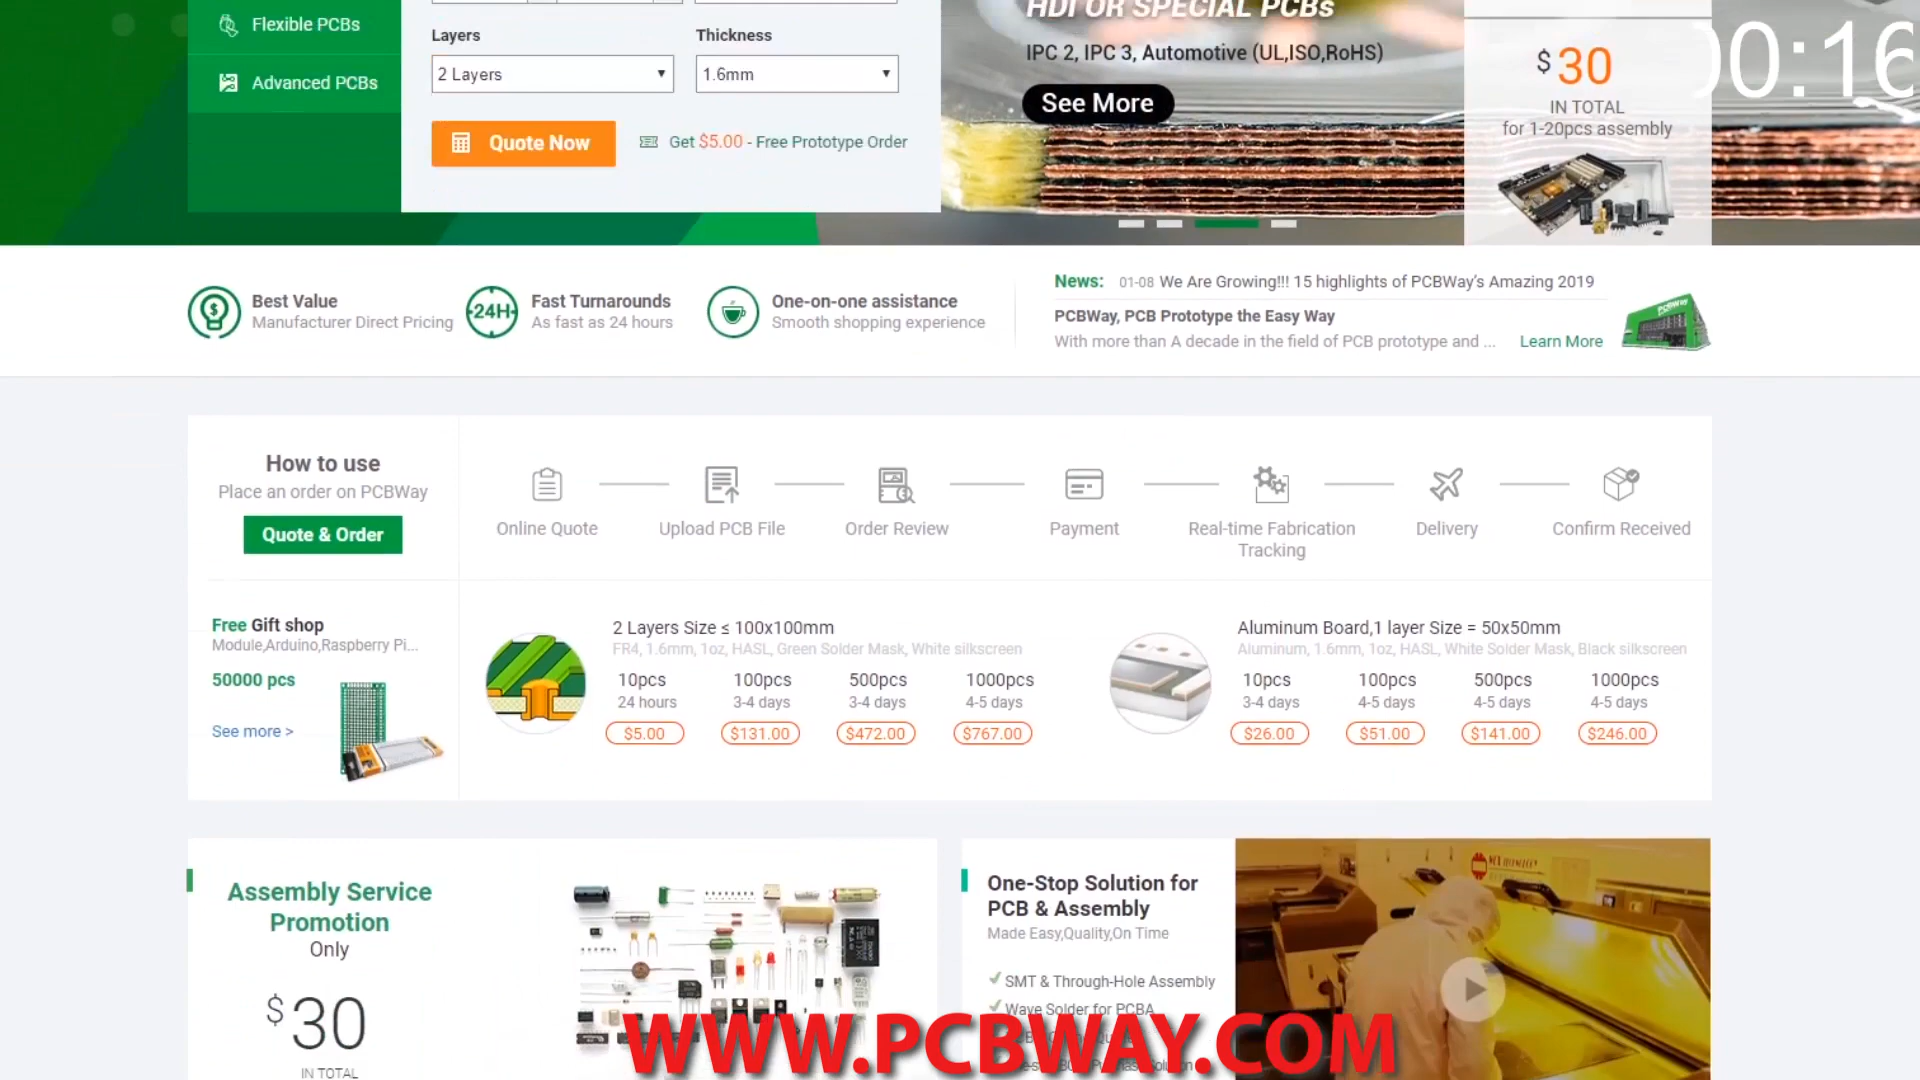 Flexible PCBs
Advanced PCBs
Layers
Thickness
2 Layers
1.6mm
Quote Now
Get $5.00 - Free Prototype Order
HDI OR SPECIAL PCBs
IPC 2, IPC 3, Automotive (UL,ISO,RoHS)
See More
$30
IN TOTAL
for 1-20pcs assembly
00:16
Best Value
Manufacturer Direct Pricing
24H
Fast Turnarounds
As fast as 24 hours
One-on-one assistance
Smooth shopping experience
News: 01-08 We Are Growing!!! 15 highlights of PCBWay's Amazing 2019
PCBWay, PCB Prototype the Easy Way
With more than A decade in the field of PCB prototype and ... Learn More
PCBWay
How to use
Place an order on PCBWay
Quote & Order
Online Quote
Upload PCB File
Order Review
Payment
Real-time Fabrication
Tracking
Delivery
Confirm Received
Free Gift shop
Module,Arduino,Raspberry Pi...
50000 pcs
See more >
2 Layers Size ≤ 100x100mm
FR4, 1.6mm, 1oz, HASL, Green Solder Mask, White silkscreen
10pcs 100pcs 500pcs 1000pcs
24 hours 3-4 days 3-4 days 4-5 days
$5.00 $131.00 $472.00 $767.00
Aluminum Board,1 layer Size = 50x50mm
Aluminum, 1.6mm, 1oz, HASL, White Solder Mask, Black silkscreen
10pcs 100pcs 500pcs 1000pcs
3-4 days 4-5 days 4-5 days 4-5 days
$26.00 $51.00 $141.00 $246.00
Assembly Service
Promotion
Only
$30
IN TOTAL
One-Stop Solution for
PCB & Assembly
Made Easy,Quality,On Time
SMT & Through-Hole Assembly
Wave Solder for PCBA
WWW.PCBWAY.COM